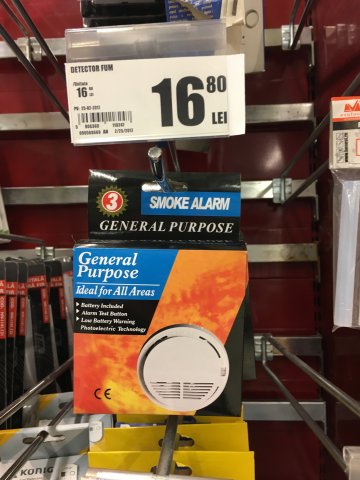 DETECTOR FUM
16 80
LEI
3
SMOKE ALARM
GENERAL PURPOSE
General
Purpose
Ideal for All Areas
Battery Included
Alarm Test Button
Low Battery Warning
Photoelectric Technology
CE
KÖNIG